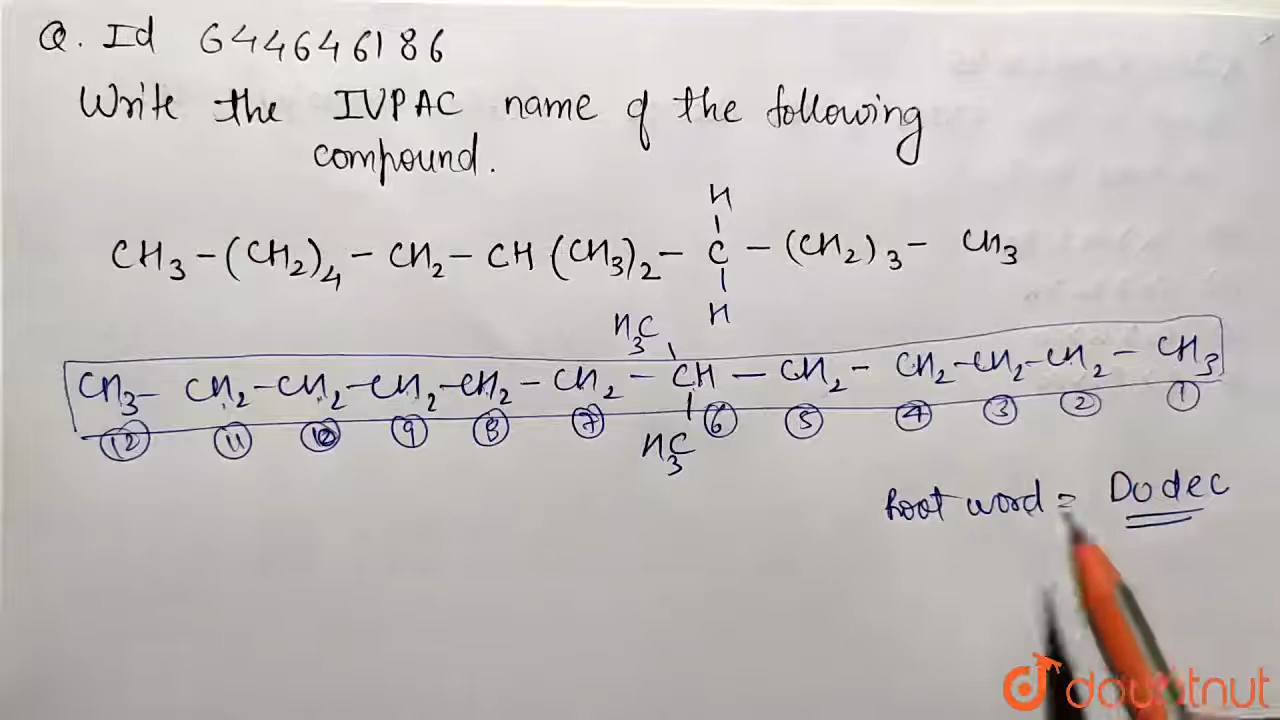 Q. Id 644646186
Write the IUPAC name of the following
compound.
H
CH3-(CH2)4-CH2-CH(CH3)2-C-(CH2)3-CH3
H
H3C
CH3-CH2-CH2-CH2-CH2-CH2-CH-CH2-CH2-CH2-CH2-CH3
12 11 10 9 8 7 6 5 4 3 2 1
H3C
Root word = Dodec
doubtnut